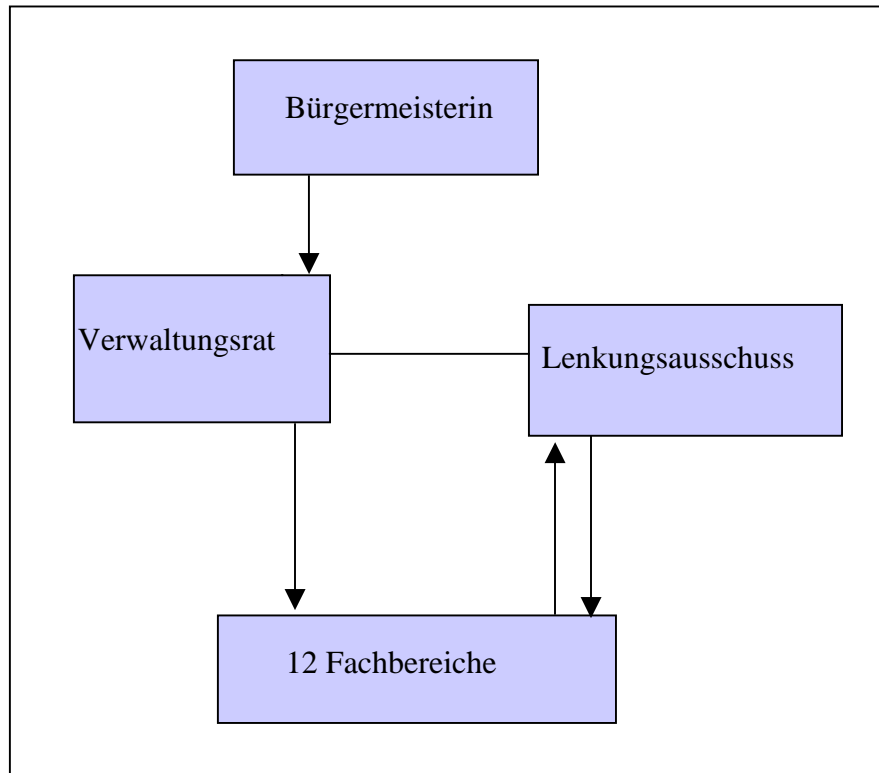 Bürgermeisterin
Verwaltungsrat
Lenkungsausschuss
12 Fachbereiche